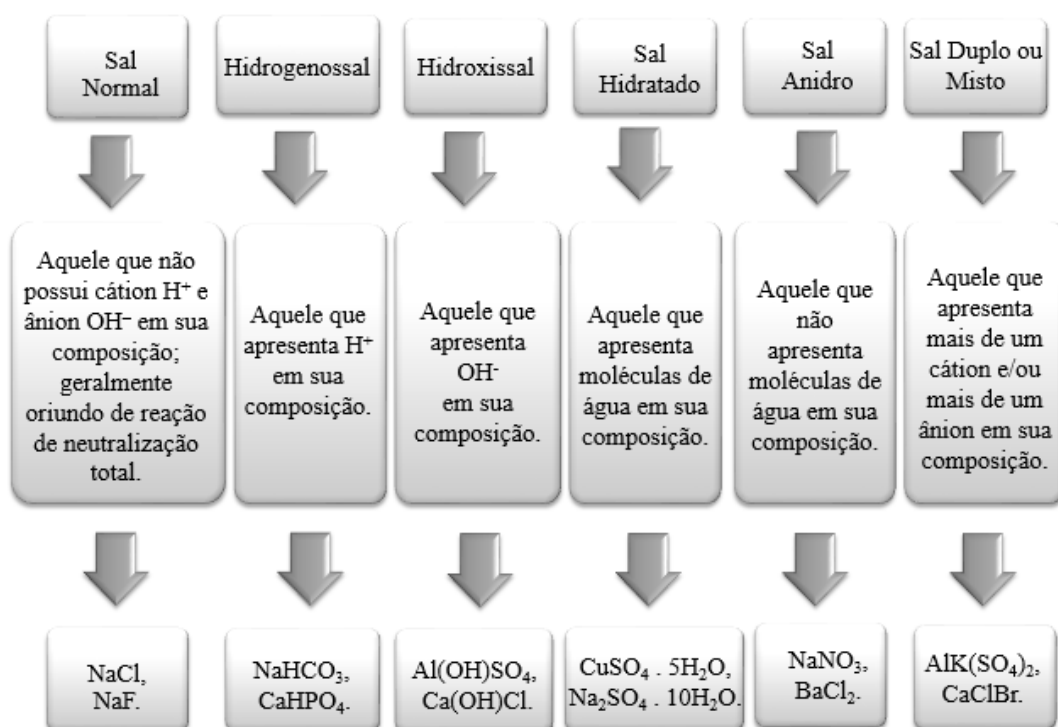 Sal
Normal
Hidrogenossal
Hidroxissal
Sal
Hidratado
Sal
Anidro
Sal Duplo ou
Misto
Aquele que não
possui cátion H⁺ e
ânion OH⁻ em sua
composição;
geralmente
oriundo de reação
de neutralização
total.
Aquele que
apresenta H⁺
em sua
composição.
Aquele que
apresenta
OH⁻
em sua
composição.
Aquele que
apresenta
moléculas de
água em sua
composição.
Aquele que
não
apresenta
moléculas de
água em sua
composição.
Aquele que
apresenta
mais de um
cátion e/ou
mais de um
ânion em sua
composição.
NaCl,
NaF.
NaHCO₃,
CaHPO₄.
Al(OH)SO₄,
Ca(OH)Cl.
CuSO₄ . 5H₂O,
Na₂SO₄ . 10H₂O.
NaNO₃,
BaCl₂.
AlK(SO₄)₂,
CaClBr.